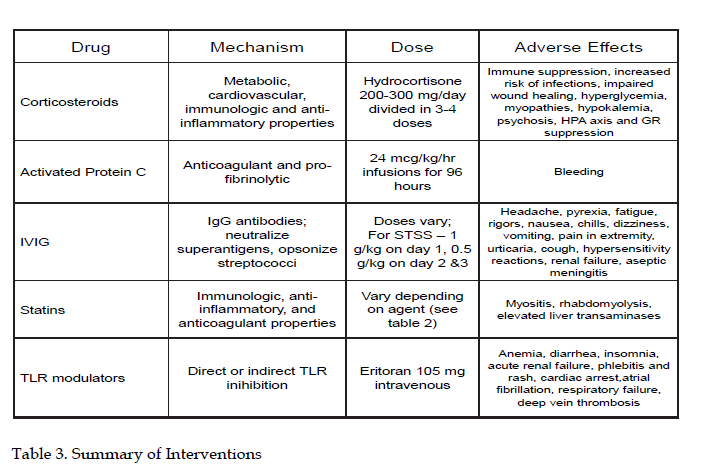 Drug Mechanism Dose Adverse Effects
Corticosteroids
Metabolic,
cardiovascular,
immunologic and anti-
inflammatory properties
Hydrocortisone
200-300 mg/day
divided in 3-4
doses
Immune suppression, increased
risk of infections, impaired
wound healing, hyperglycemia,
myopathies, hypokalemia,
psychosis, HPA axis and GR
suppression
Activated Protein C
Anticoagulant and pro-
fibrinolytic
24 mcg/kg/hr
infusions for 96
hours
Bleeding
IVIG
IgG antibodies;
neutralize
superantigens, opsonize
streptococci
Doses vary;
For STSS – 1
g/kg on day 1, 0.5
g/kg on day 2 &3
Headache, pyrexia, fatigue,
rigors, nausea, chills, dizziness,
vomiting, pain in extremity,
urticaria, cough, hypersensitivity
reactions, renal failure, aseptic
meningitis
Statins
Immunologic, anti-
inflammatory, and
anticoagulant properties
Vary depending
on agent (see
table 2)
Myositis, rhabdomyolysis,
elevated liver transaminases
TLR modulators
Direct or indirect TLR
inihibition
Eritoran 105 mg
intravenous
Anemia, diarrhea, insomnia,
acute renal failure, phlebitis and
rash, cardiac arrest,atrial
fibrillation, respiratory failure,
deep vein thrombosis
Table 3. Summary of Interventions